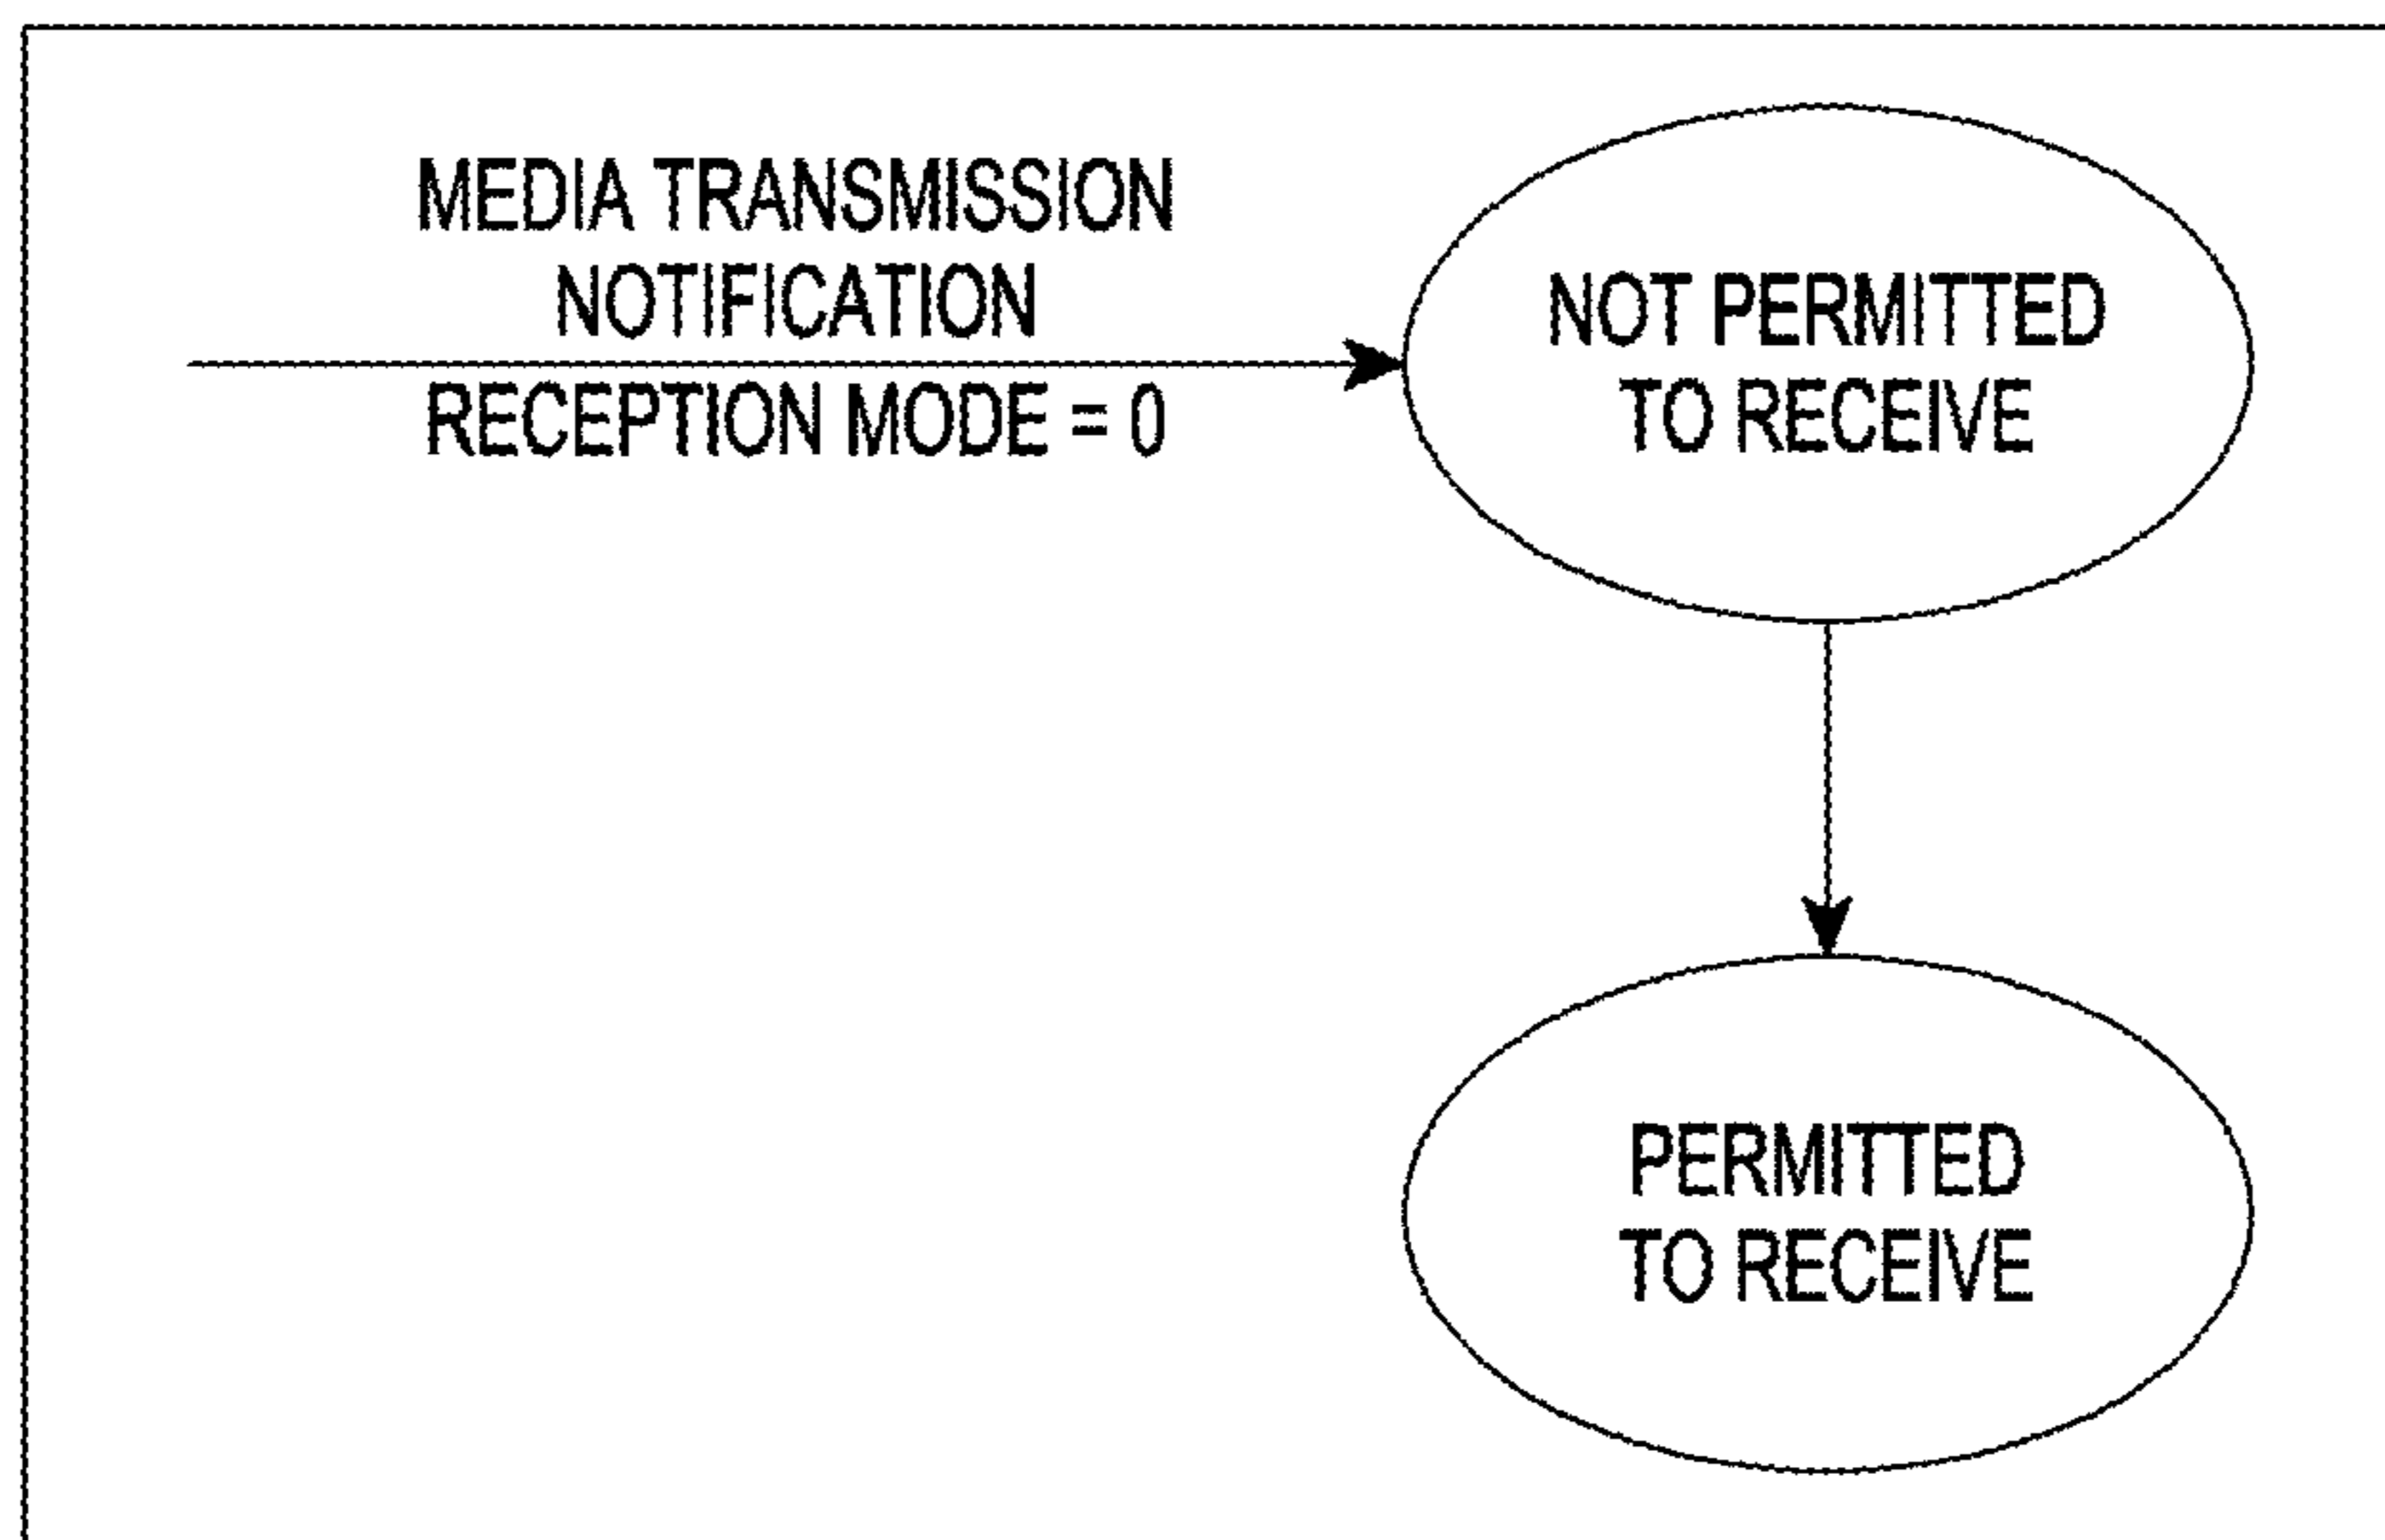 MEDIA TRANSMISSION
NOTIFICATION
RECEPTION MODE = 0
NOT PERMITTED
TO RECEIVE
PERMITTED
TO RECEIVE